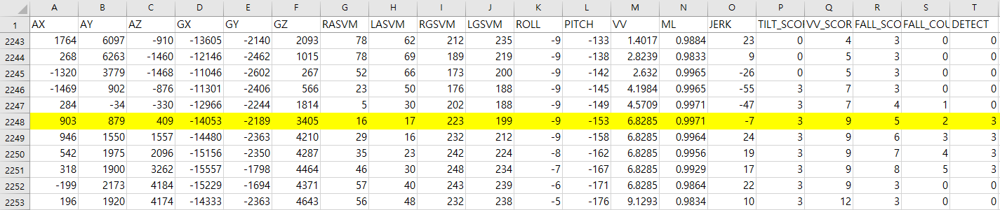 A B C D E F G H I J K L M N O P Q R S T
1 AX AY AZ GX GY GZ RASVM LASVM RGSVM LGSVM ROLL PITCH VV ML JERK TILT_SCOR VV_SCOR FALL_SCO FALL_COU DETECT
2243 1764 6097 -910 -13605 -2140 2093 78 62 212 235 -9 -133 1.4017 0.9884 23 0 4 3 0 0
2244 268 6263 -1460 -12146 -2462 1015 78 69 189 219 -9 -138 2.8239 0.9833 9 0 5 3 0 0
2245 -1320 3779 -1468 -11046 -2602 267 52 66 173 200 -9 -142 2.632 0.9965 -26 0 5 3 0 0
2246 -1469 902 -876 -11301 -2406 566 23 50 176 188 -9 -145 4.1984 0.9965 -55 3 7 3 0 0
2247 284 -34 -330 -12966 -2244 1814 5 30 202 188 -9 -149 4.5709 0.9971 -47 3 7 4 1 0
2248 903 879 409 -14053 -2189 3405 16 17 223 199 -9 -153 6.8285 0.9971 -7 3 9 5 2 3
2249 946 1550 1557 -14480 -2363 4210 29 16 232 212 -9 -158 6.8285 0.9964 24 3 9 6 3 3
2250 542 1975 2096 -15156 -2350 4287 35 23 242 224 -8 -162 6.8285 0.9956 19 3 9 7 4 3
2251 318 1900 3262 -15557 -1798 4464 46 30 248 234 -7 -167 6.8285 0.9929 17 3 9 8 5 3
2252 -199 2173 4184 -15229 -1694 4371 57 40 243 239 -6 -171 6.8285 0.9864 22 3 9 3 0 0
2253 196 1920 4174 -14333 -2363 4643 56 48 232 238 -5 -176 9.1293 0.9834 10 3 12 3 0 0